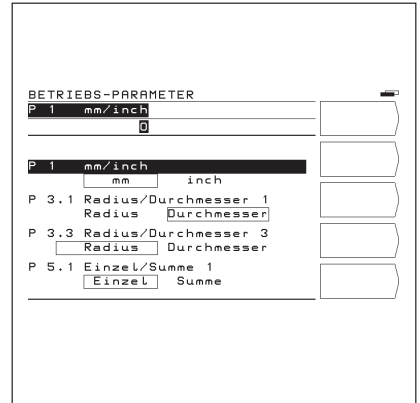 BETRIEBS-PARAMETER
P 1 mm/inch
0
P 1 mm/inch
mm inch
P 3.1 Radius/Durchmesser 1
Radius Durchmesser
P 3.3 Radius/Durchmesser 3
Radius Durchmesser
P 5.1 Einzel/Summe 1
Einzel Summe